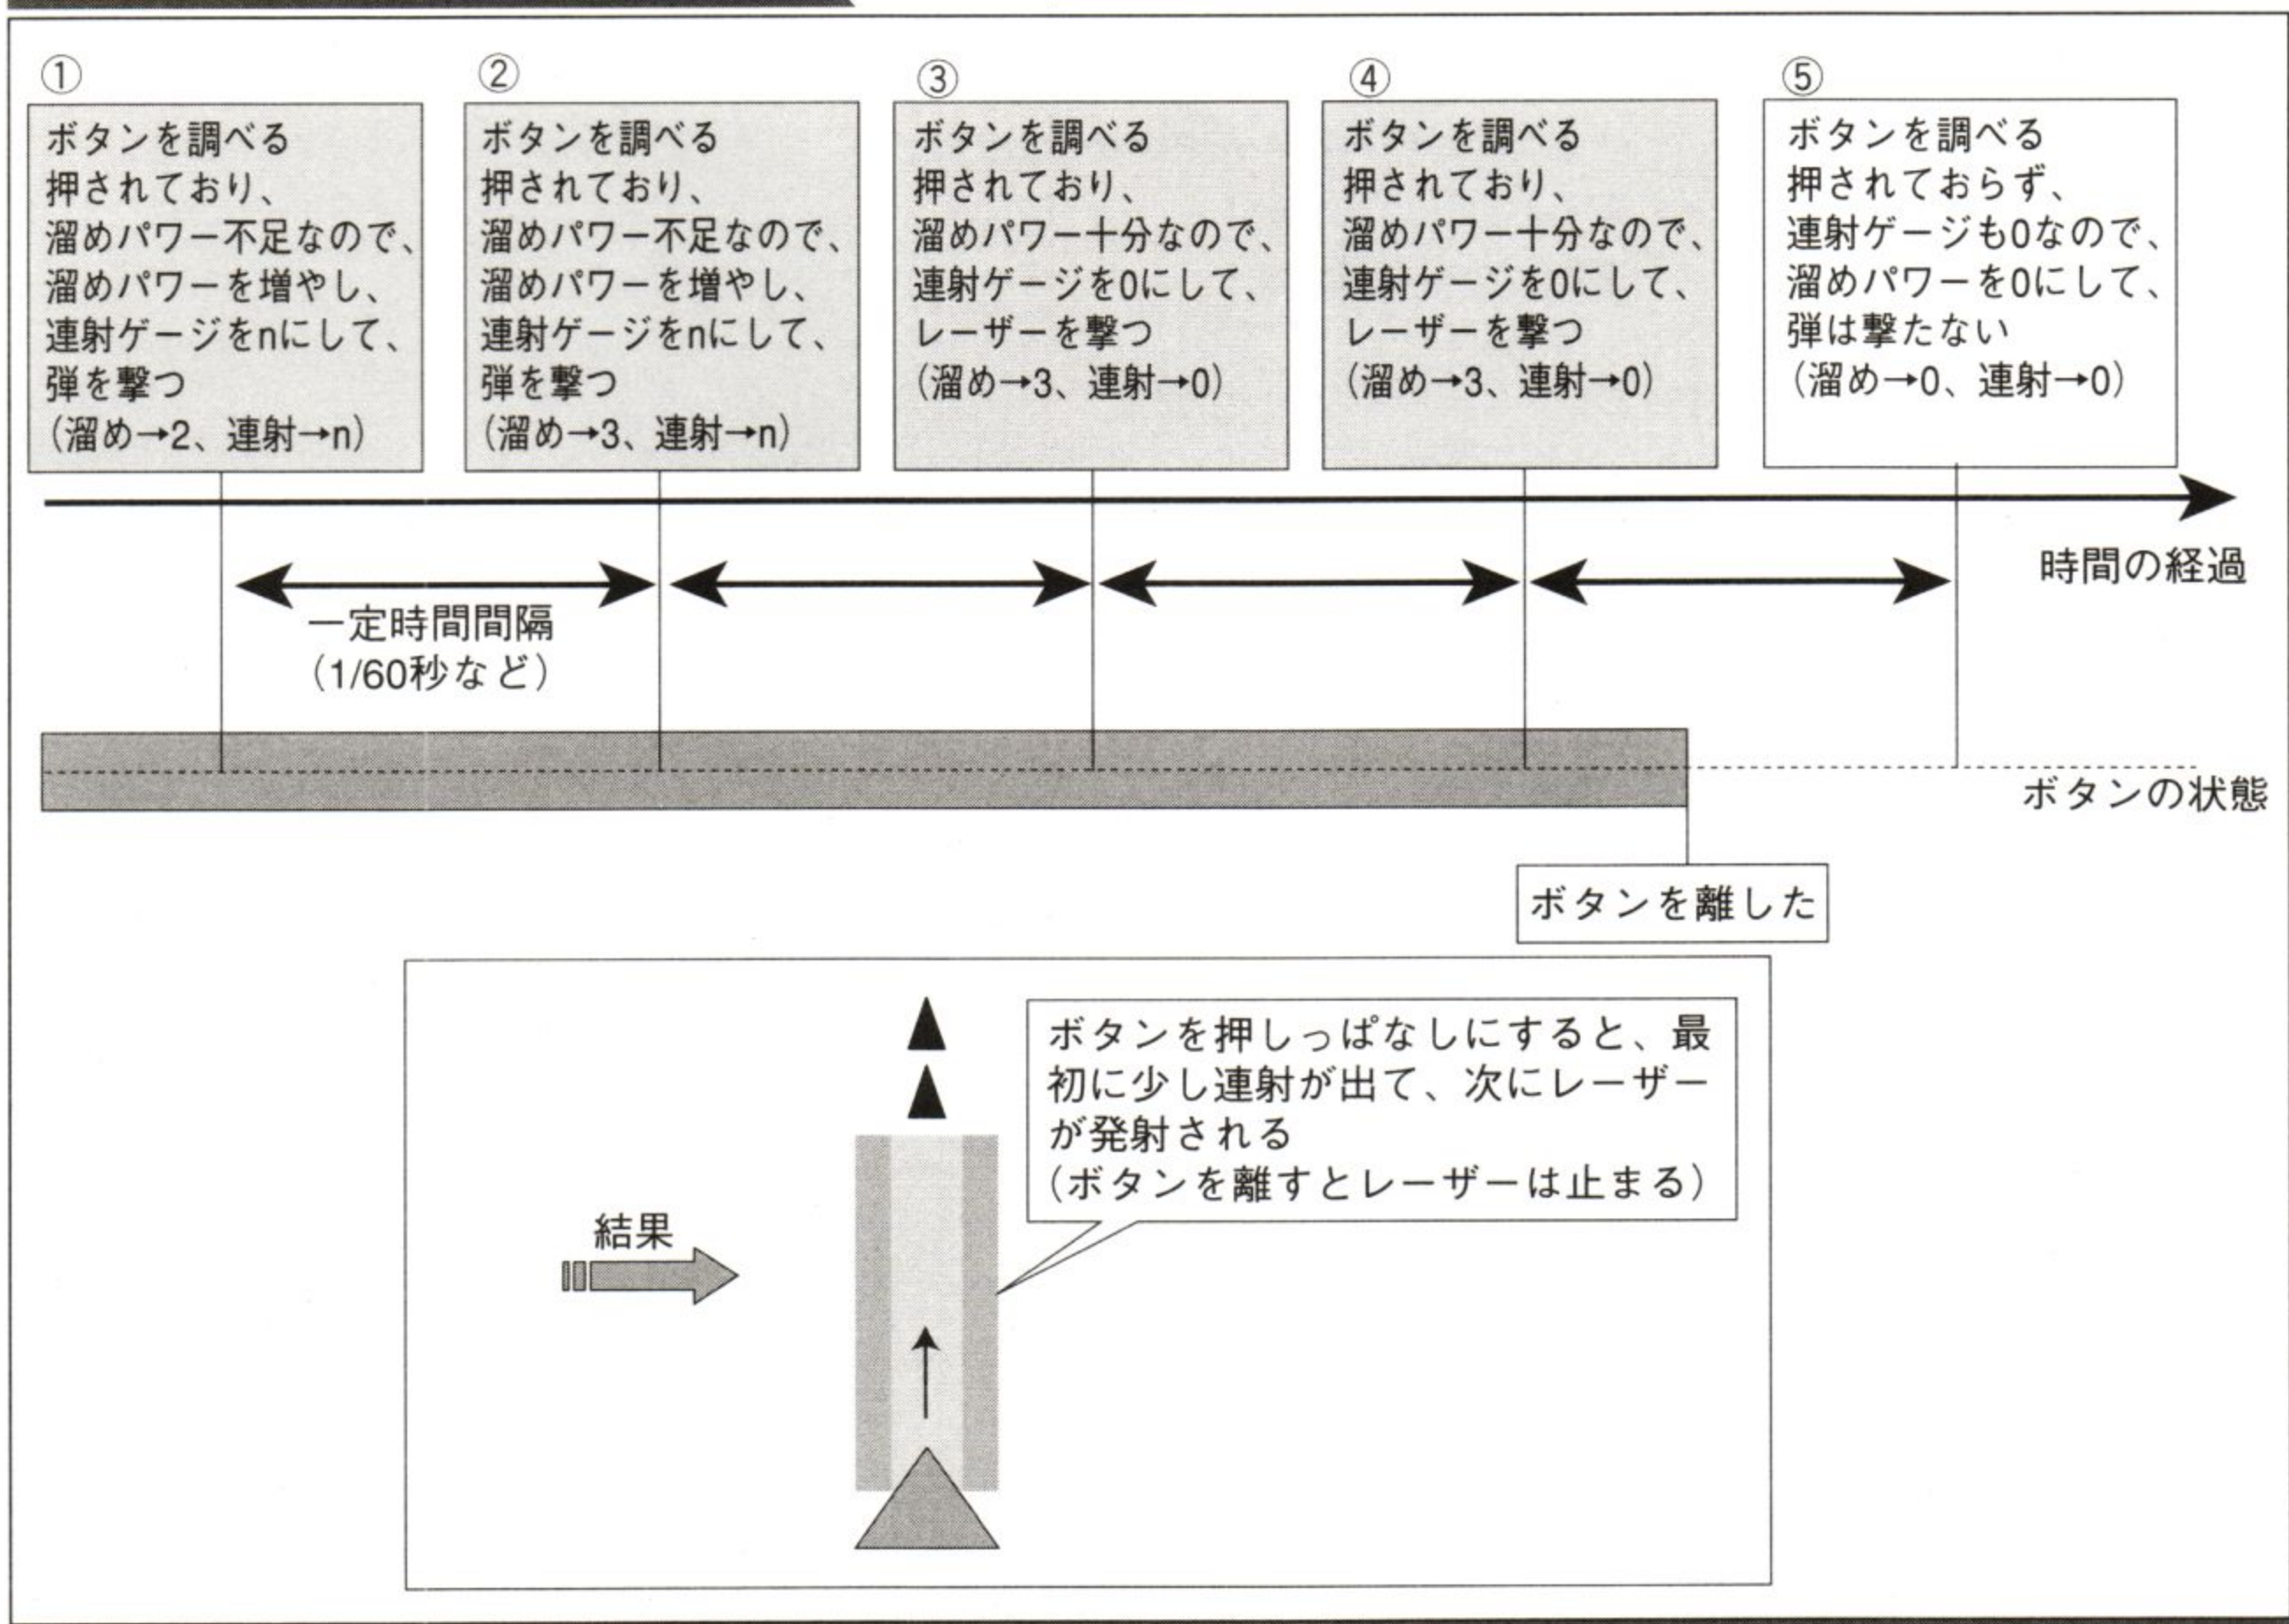 ①
ボタンを調べる
押されており、
溜めパワー不足なので、
溜めパワーを増やし、
連射ゲージをnにして、
弾を撃つ
(溜め→2、連射→n)
②
ボタンを調べる
押されており、
溜めパワー不足なので、
溜めパワーを増やし、
連射ゲージをnにして、
弾を撃つ
(溜め→3、連射→n)
③
ボタンを調べる
押されており、
溜めパワー十分なので、
連射ゲージを0にして、
レーザーを撃つ
(溜め→3、連射→0)
④
ボタンを調べる
押されており、
溜めパワー十分なので、
連射ゲージを0にして、
レーザーを撃つ
(溜め→3、連射→0)
⑤
ボタンを調べる
押されておらず、
連射ゲージも0なので、
溜めパワーを0にして、
弾は撃たない
(溜め→0、連射→0)
時間の経過
一定時間間隔
(1/60秒など)
ボタンの状態
ボタンを離した
ボタンを押しっぱなしにすると、最
初に少し連射が出て、次にレーザー
が発射される
(ボタンを離すとレーザーは止まる)
結果